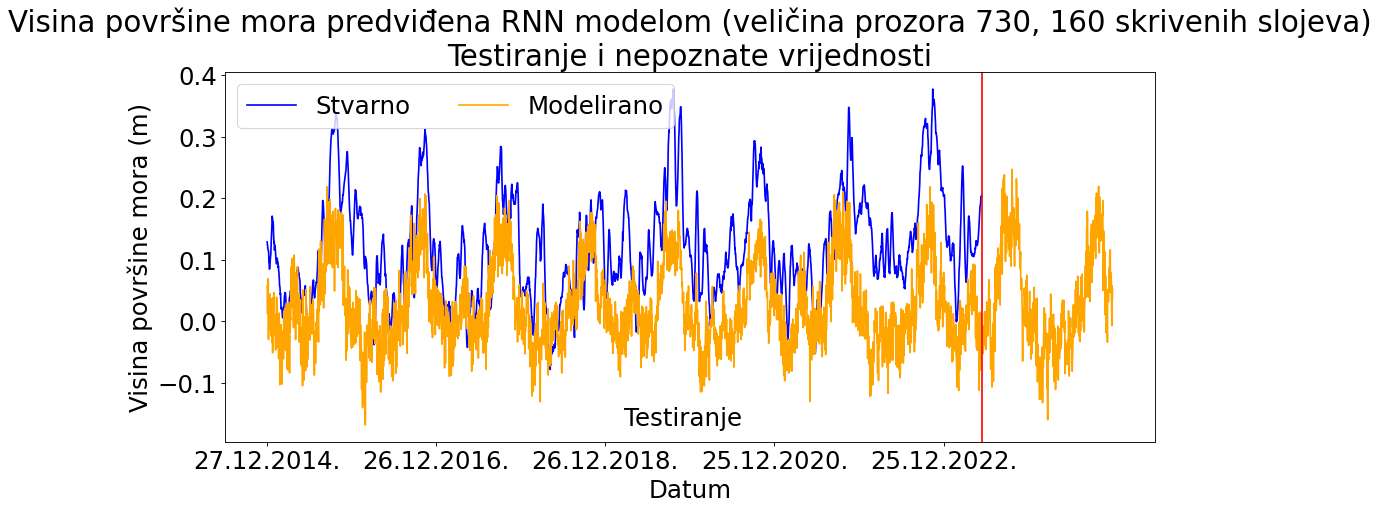 Visina površine mora predviđena RNN modelom (veličina prozora 730, 160 skrivenih slojeva)
Testiranje i nepoznate vrijednosti
Stvarno
Modelirano
Visina površine mora (m)
0.4
0.3
0.2
0.1
0.0
−0.1
Testiranje
27.12.2014.
26.12.2016.
26.12.2018.
25.12.2020.
25.12.2022.
Datum